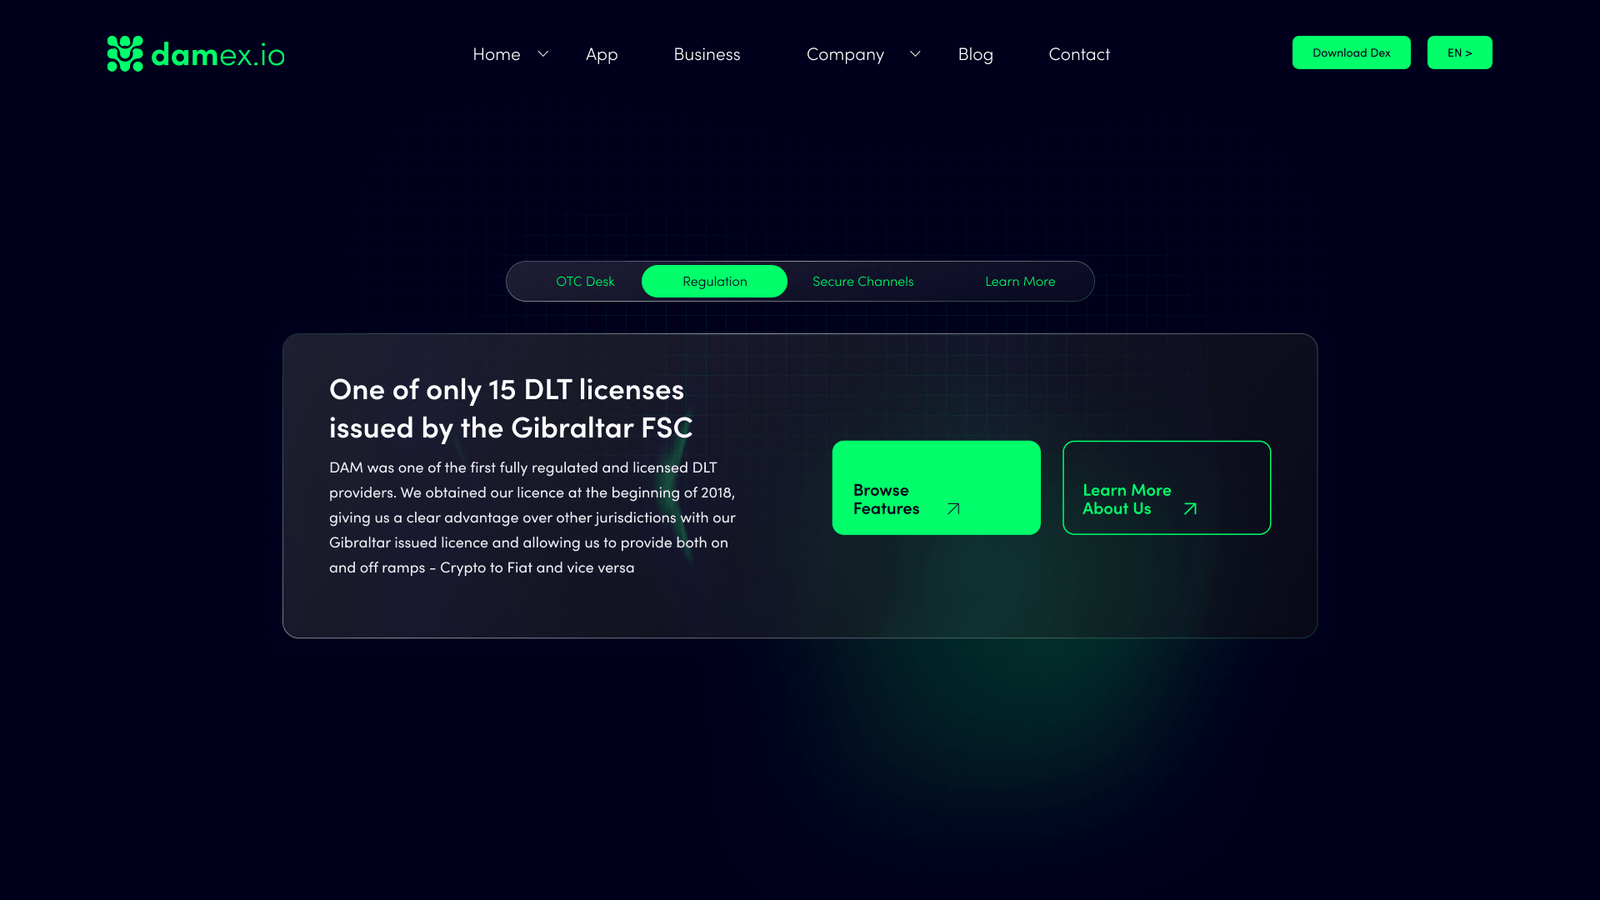 damex.io
Home
App
Business
Company
Blog
Contact
Download Dex
EN >
OTC Desk
Regulation
Secure Channels
Learn More
One of only 15 DLT licenses
issued by the Gibraltar FSC
DAM was one of the first fully regulated and licensed DLT
providers. We obtained our licence at the beginning of 2018,
giving us a clear advantage over other jurisdictions with our
Gibraltar issued licence and allowing us to provide both on
and off ramps - Crypto to Fiat and vice versa
Browse
Features
Learn More
About Us